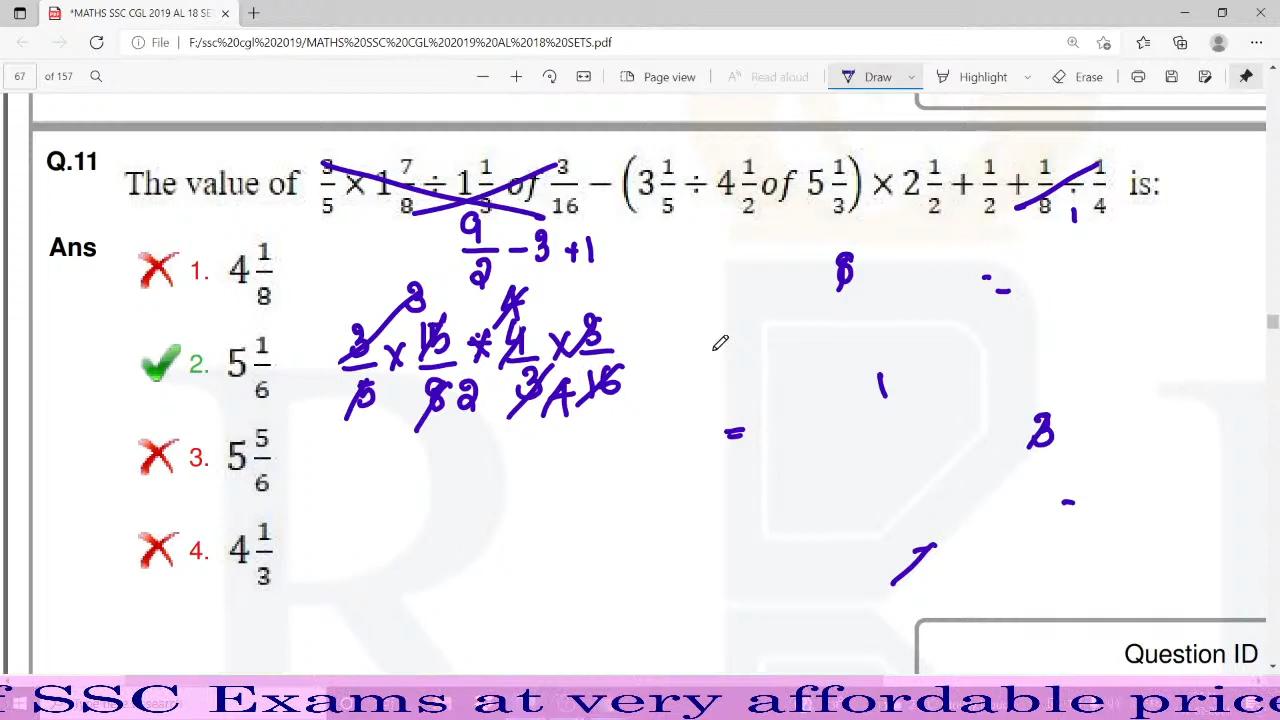 *MATHS SSC CGL 2019 AL 18 SE
File F:/ssc%20cgl%202019/MATHS%20SSC%20CGL%202019%20AL%2018%20SETS.pdf
67 of 157 Page view Read aloud Draw Highlight Erase
Q.11 The value of 3/5 × 1 7/8 ÷ 1 1/3 of 3/16 − (3 1/5 ÷ 4 1/2 of 5 1/3) × 2 1/2 + 1/2 + 1/8 ÷ 1/4 is:
9/2 − 3 + 1
1
Ans
1. 4 1/8
2. 5 1/6
3. 5 5/6
4. 4 1/3
=
1
3
Question ID
f SSC Exams at very affordable price